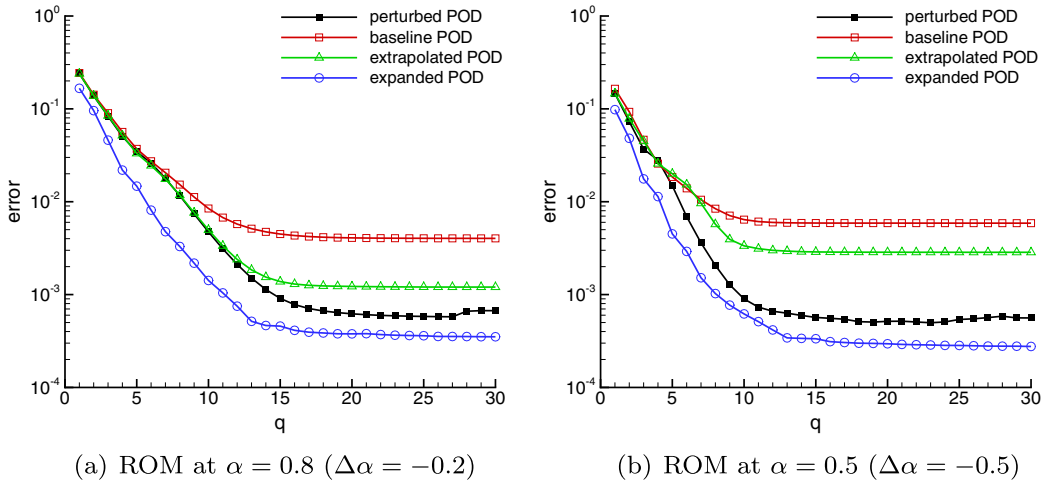 10^0
10^-1
10^-2
10^-3
10^-4
error
0 5 10 15 20 25 30
q
perturbed POD
baseline POD
extrapolated POD
expanded POD
(a) ROM at α = 0.8 (Δα = −0.2)
10^0
10^-1
10^-2
10^-3
10^-4
error
0 5 10 15 20 25 30
q
perturbed POD
baseline POD
extrapolated POD
expanded POD
(b) ROM at α = 0.5 (Δα = −0.5)